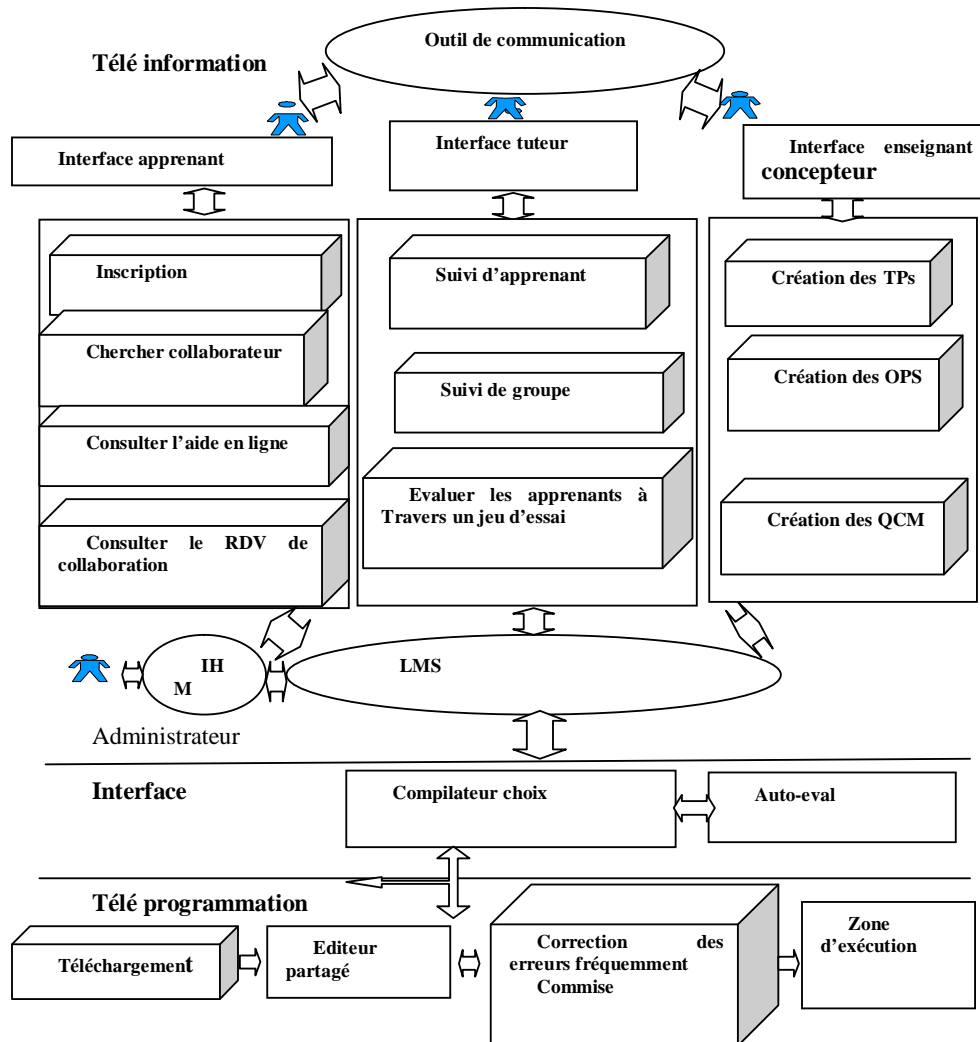 Outil de communication
Télé information
Interface apprenant
Interface tuteur
Interface enseignant
concepteur
Inscription
Chercher collaborateur
Consulter l'aide en ligne
Consulter le RDV de
collaboration
Suivi d'apprenant
Suivi de groupe
Evaluer les apprenants à
Travers un jeu d'essai
Création des TPs
Création des OPS
Création des QCM
IH
M
LMS
Administrateur
Interface
Compilateur choix
Auto-eval
Télé programmation
Téléchargement
Editeur
partagé
Correction des
erreurs fréquemment
Commise
Zone
d'exécution